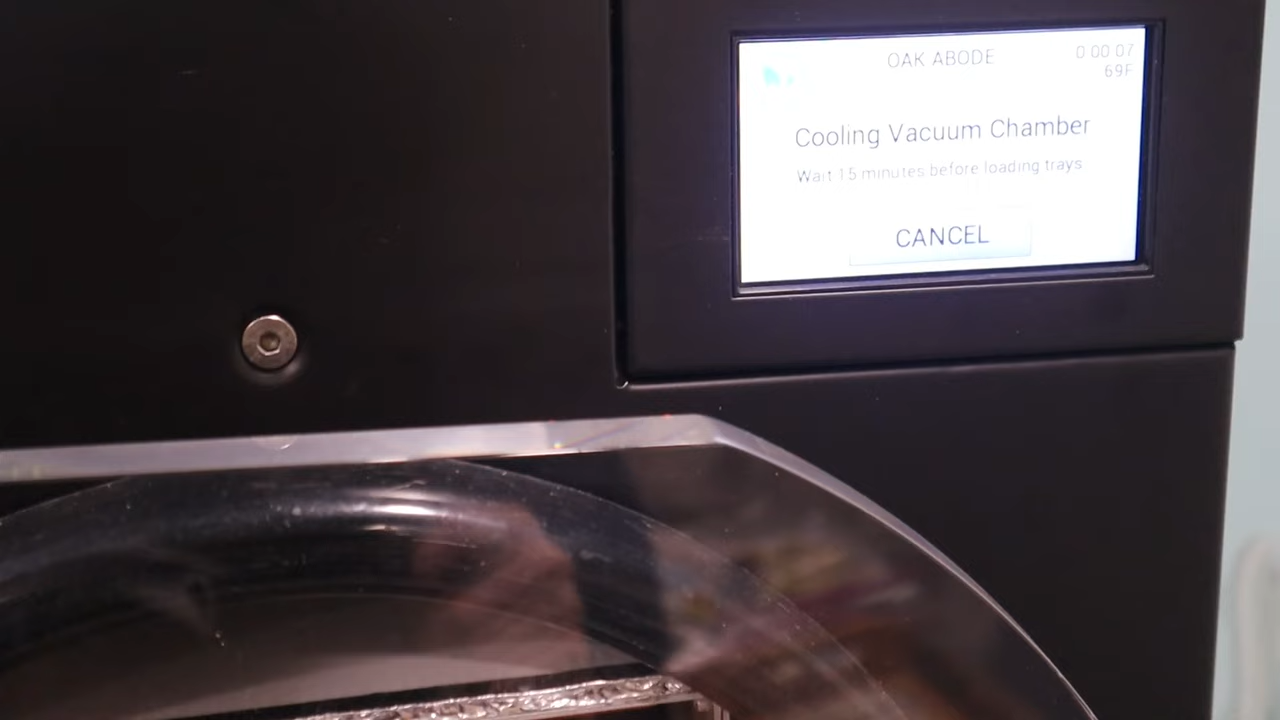 OAK ABODE
0 00 07
69F
Cooling Vacuum Chamber
Wait 15 minutes before loading trays
CANCEL